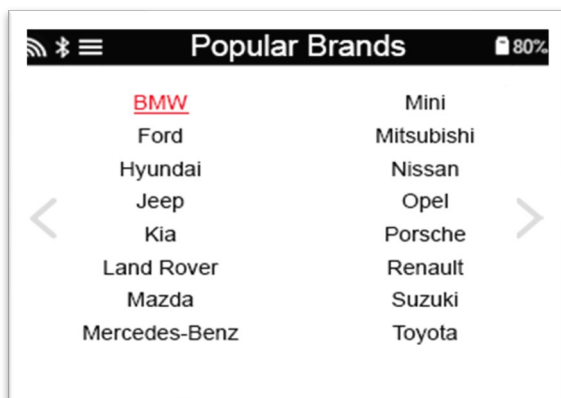 Popular Brands 80%
BMW
Ford
Hyundai
Jeep
Kia
Land Rover
Mazda
Mercedes-Benz
Mini
Mitsubishi
Nissan
Opel
Porsche
Renault
Suzuki
Toyota